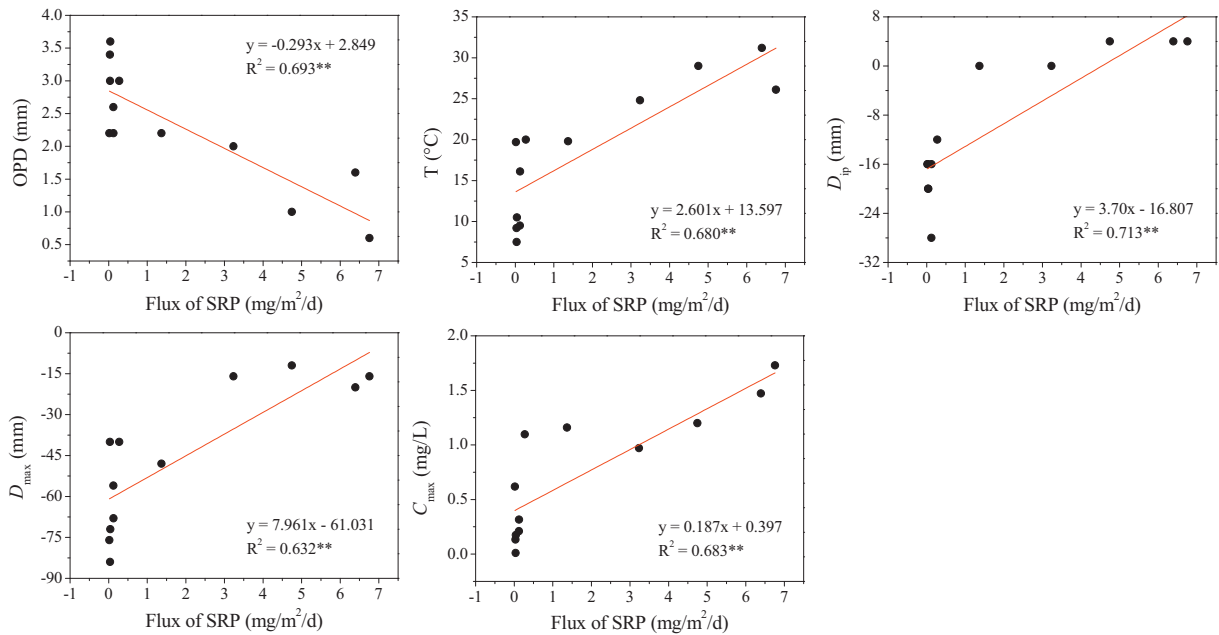 4.0
3.5
3.0
2.5
2.0
1.5
1.0
0.5
OPD (mm)
y = -0.293x + 2.849
R² = 0.693**
-1 0 1 2 3 4 5 6 7
Flux of SRP (mg/m²/d)
35
30
25
20
15
10
5
T (°C)
y = 2.601x + 13.597
R² = 0.680**
-1 0 1 2 3 4 5 6 7
Flux of SRP (mg/m²/d)
8
0
-8
-16
-24
-32
D_ip (mm)
y = 3.70x - 16.807
R² = 0.713**
-1 0 1 2 3 4 5 6 7
Flux of SRP (mg/m²/d)
0
-15
-30
-45
-60
-75
-90
D_max (mm)
y = 7.961x - 61.031
R² = 0.632**
-1 0 1 2 3 4 5 6 7
Flux of SRP (mg/m²/d)
2.0
1.5
1.0
0.5
0.0
C_max (mg/L)
y = 0.187x + 0.397
R² = 0.683**
-1 0 1 2 3 4 5 6 7
Flux of SRP (mg/m²/d)